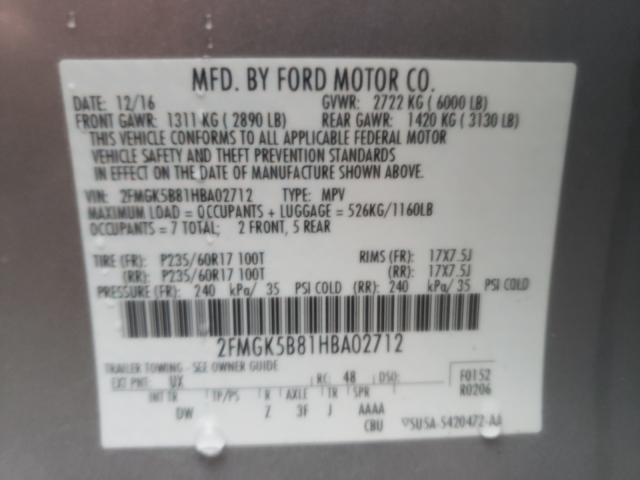 MFD. BY FORD MOTOR CO.
DATE: 12/16 GVWR: 2722 KG ( 6000 LB)
FRONT GAWR: 1311 KG ( 2890 LB) REAR GAWR: 1420 KG ( 3130 LB)
THIS VEHICLE CONFORMS TO ALL APPLICABLE FEDERAL MOTOR
VEHICLE SAFETY AND THEFT PREVENTION STANDARDS
IN EFFECT ON THE DATE OF MANUFACTURE SHOWN ABOVE.
VIN: 2FMGK5B81HBA02712 TYPE: MPV
MAXIMUM LOAD = OCCUPANTS + LUGGAGE = 526KG/1160LB
OCCUPANTS = 7 TOTAL; 2 FRONT, 5 REAR
TIRE (FR): P235/60R17 100T RIMS (FR): 17X7.5J
(RR): P235/60R17 100T (RR): 17X7.5J
PRESSURE (FR): 240 kPa/ 35 PSI COLD (RR): 240 kPa/ 35 PSI COLD
2FMGK5B81HBA02712
TRAILER TOWING - SEE OWNER GUIDE
EXT PNT: UX RC: 48 DSO: F0152
INT TR TP/PS R AXLE TR SPR R0206
DW Z 3F J AAAA
CBU 5U5A-5420472-AA